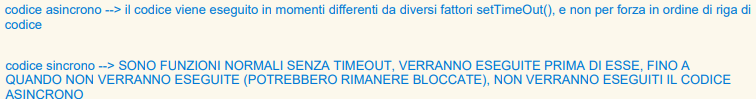 codice asincrono --> il codice viene eseguito in momenti differenti da diversi fattori setTimeOut(), e non per forza in ordine di riga di
codice
codice sincrono --> SONO FUNZIONI NORMALI SENZA TIMEOUT, VERRANNO ESEGUITE PRIMA DI ESSE, FINO A
QUANDO NON VERRANNO ESEGUITE (POTREBBERO RIMANERE BLOCCATE), NON VERRANNO ESEGUITI IL CODICE
ASINCRONO